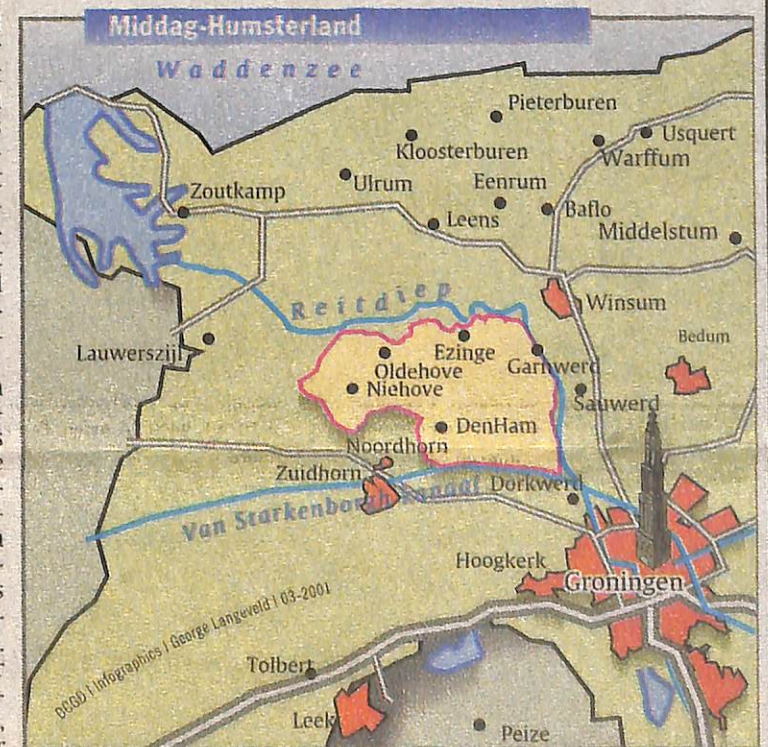 Middag-Humsterland
Waddenzee
Pieterburen
Kloosterburen
Usquert
Warffum
Zoutkamp
Ulrum
Eenrum
Leens
Baflo
Middelstum
Reitdiep
Winsum
Lauwerszijl
Bedum
Ezinge
Oldehove
Garnwerd
Niehove
Sauwerd
DenHam
Noordhorn
Zuidhorn
Dorkwerd
Van Starkenborgh Kanaal
Hoogkerk
Groningen
DCGD | Infographics | George Langeveld | 03-2001
Tolbert
Leek
Peize